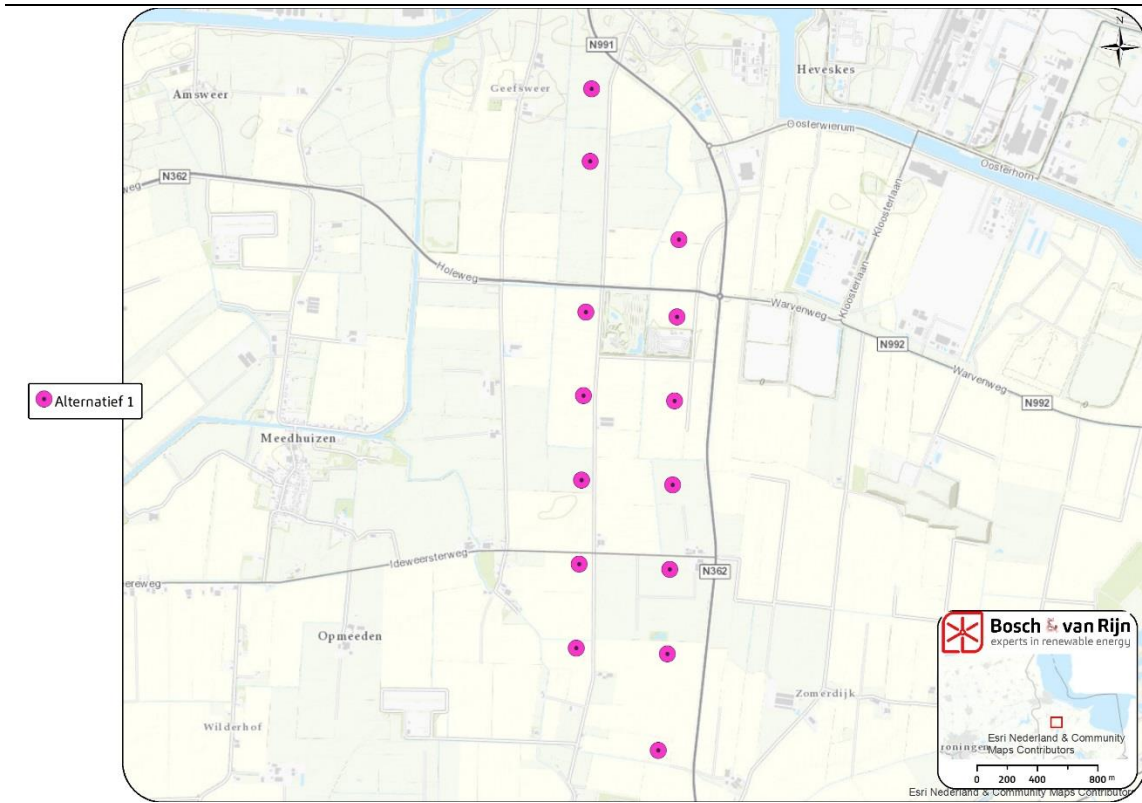 N991
Heveskes
N
Geefsweer
Amsweer
Oosterwierum
Oosterhorn
N362
weg
Kloosterlaan
Holeweg
Kloosterlaan
Warvenweg
N992
Warvenweg
N992
Alternatief 1
Meedhuizen
Ideweersterweg
N362
ereweg
Opmeeden
Bosch & van Rijn
experts in renewable energy
Zomerdijk
Wilderhof
Esri Nederland & Community
Maps Contributors
roningen
0 200 400 800 m
Esri Nederland & Community Maps Contributors